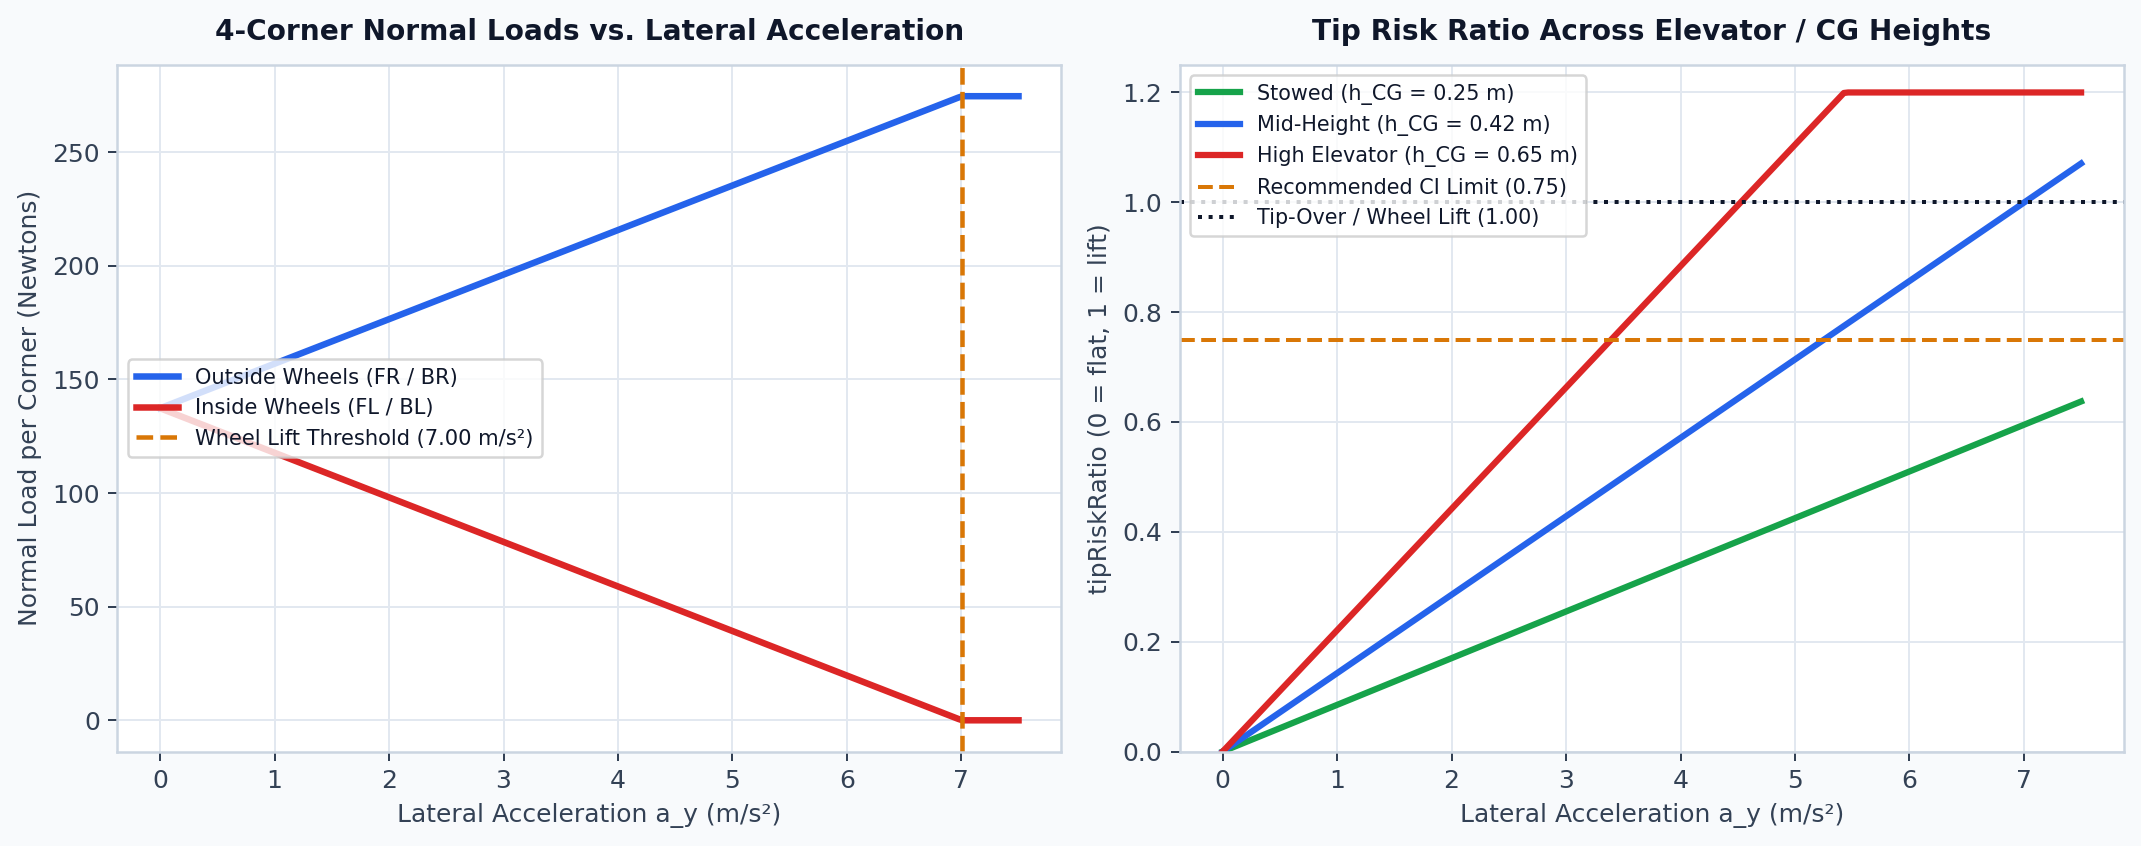 4-Corner Normal Loads vs. Lateral Acceleration
Normal Load per Corner (Newtons)
250
200
150
100
50
0
Outside Wheels (FR / BR)
Inside Wheels (FL / BL)
Wheel Lift Threshold (7.00 m/s²)
0 1 2 3 4 5 6 7
Lateral Acceleration a_y (m/s²)
Tip Risk Ratio Across Elevator / CG Heights
tipRiskRatio (0 = flat, 1 = lift)
1.2
1.0
0.8
0.6
0.4
0.2
0.0
Stowed (h_CG = 0.25 m)
Mid-Height (h_CG = 0.42 m)
High Elevator (h_CG = 0.65 m)
Recommended CI Limit (0.75)
Tip-Over / Wheel Lift (1.00)
0 1 2 3 4 5 6 7
Lateral Acceleration a_y (m/s²)